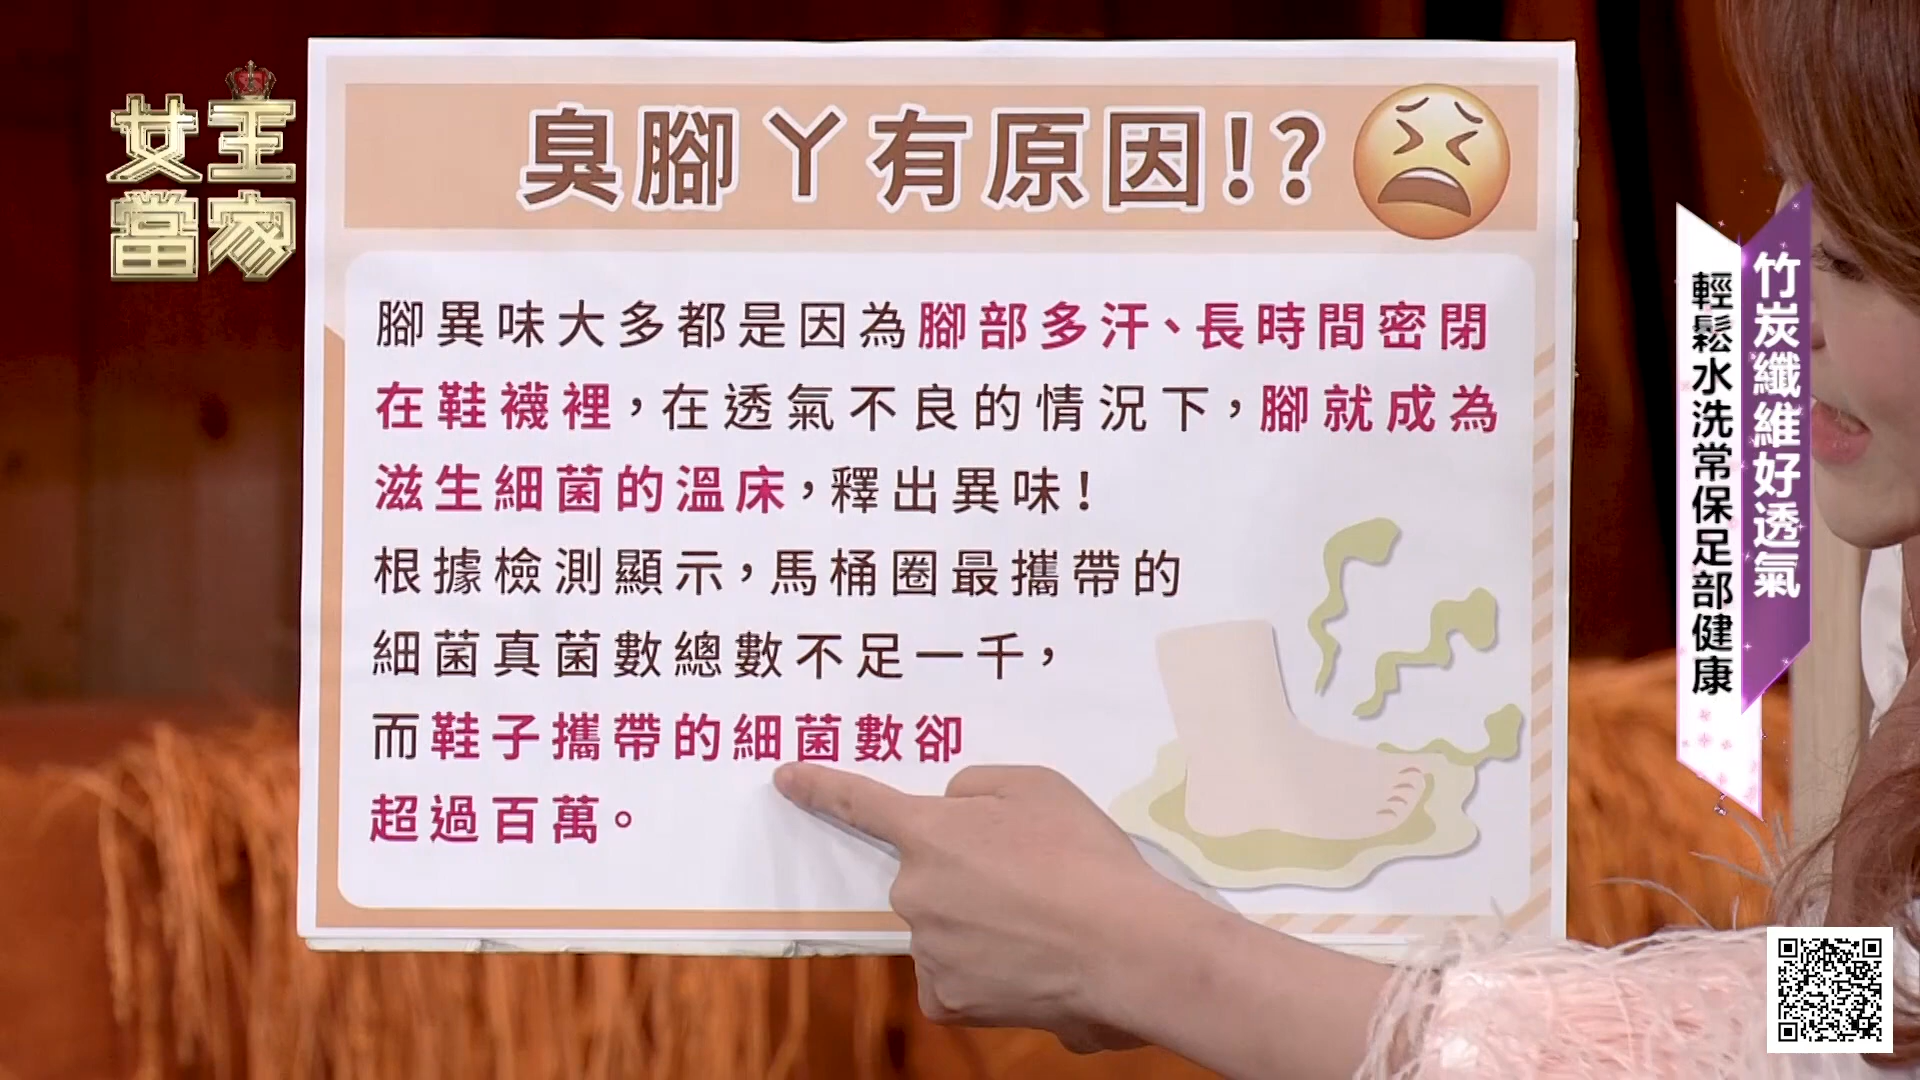 女王
當家
臭腳丫有原因!?
腳異味大多都是因為腳部多汗、長時間密閉
在鞋襪裡，在透氣不良的情況下，腳就成為
滋生細菌的溫床，釋出異味！
根據檢測顯示，馬桶圈最攜帶的
細菌真菌數總數不足一千，
而鞋子攜帶的細菌數卻
超過百萬。
竹炭纖維好透氣
輕鬆水洗常保足部健康